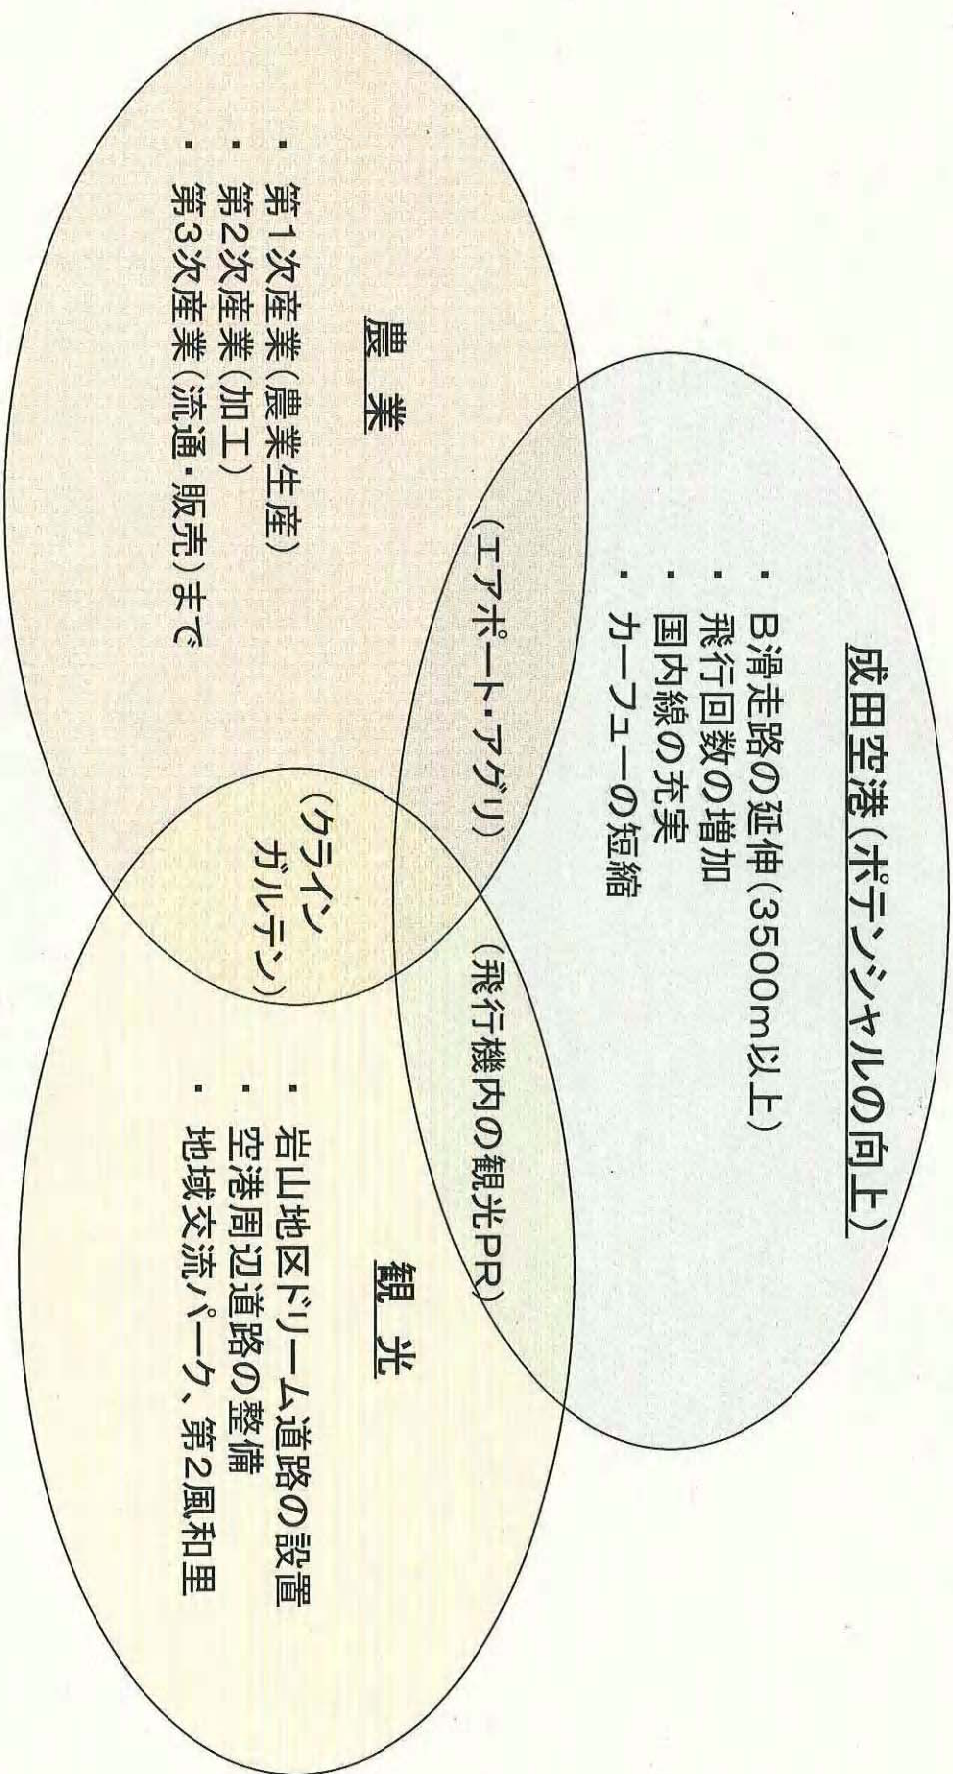 成田空港(ポテンシャルの向上)
・ B滑走路の延伸(3500m以上)
・ 飛行回数の増加
・ 国内線の充実
・ カーフューの短縮
(エアポート・アグリ)
(飛行機内の観光PR)
農 業
・ 第1次産業(農業生産)
・ 第2次産業(加工)
・ 第3次産業(流通・販売)まで
(クライン
ガルテン)
観 光
・ 岩山地区ドリーム道路の設置
・ 空港周辺道路の整備
・ 地域交流パーク、第2風和里